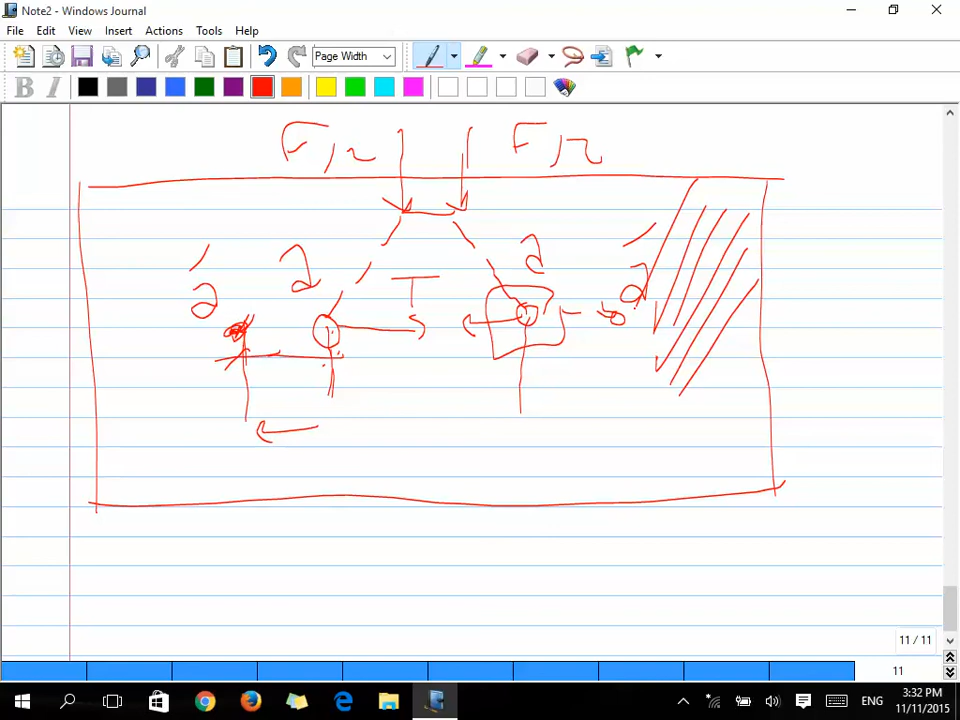 Note2 - Windows Journal
File Edit View Insert Actions Tools Help
Page Width
B I
F, r F, r
T
11 / 11
11
ENG
3:32 PM
11/11/2015